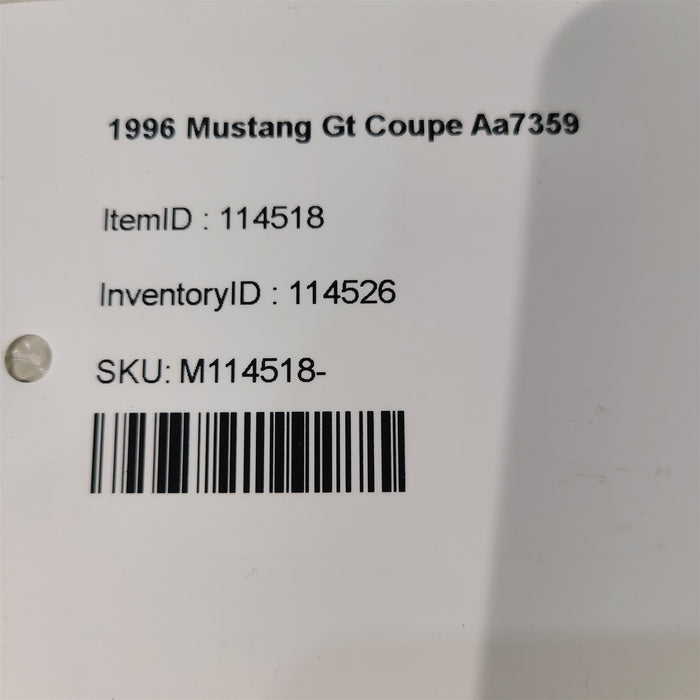 1996 Mustang Gt Coupe Aa7359
ItemID : 114518
InventoryID : 114526
SKU: M114518-